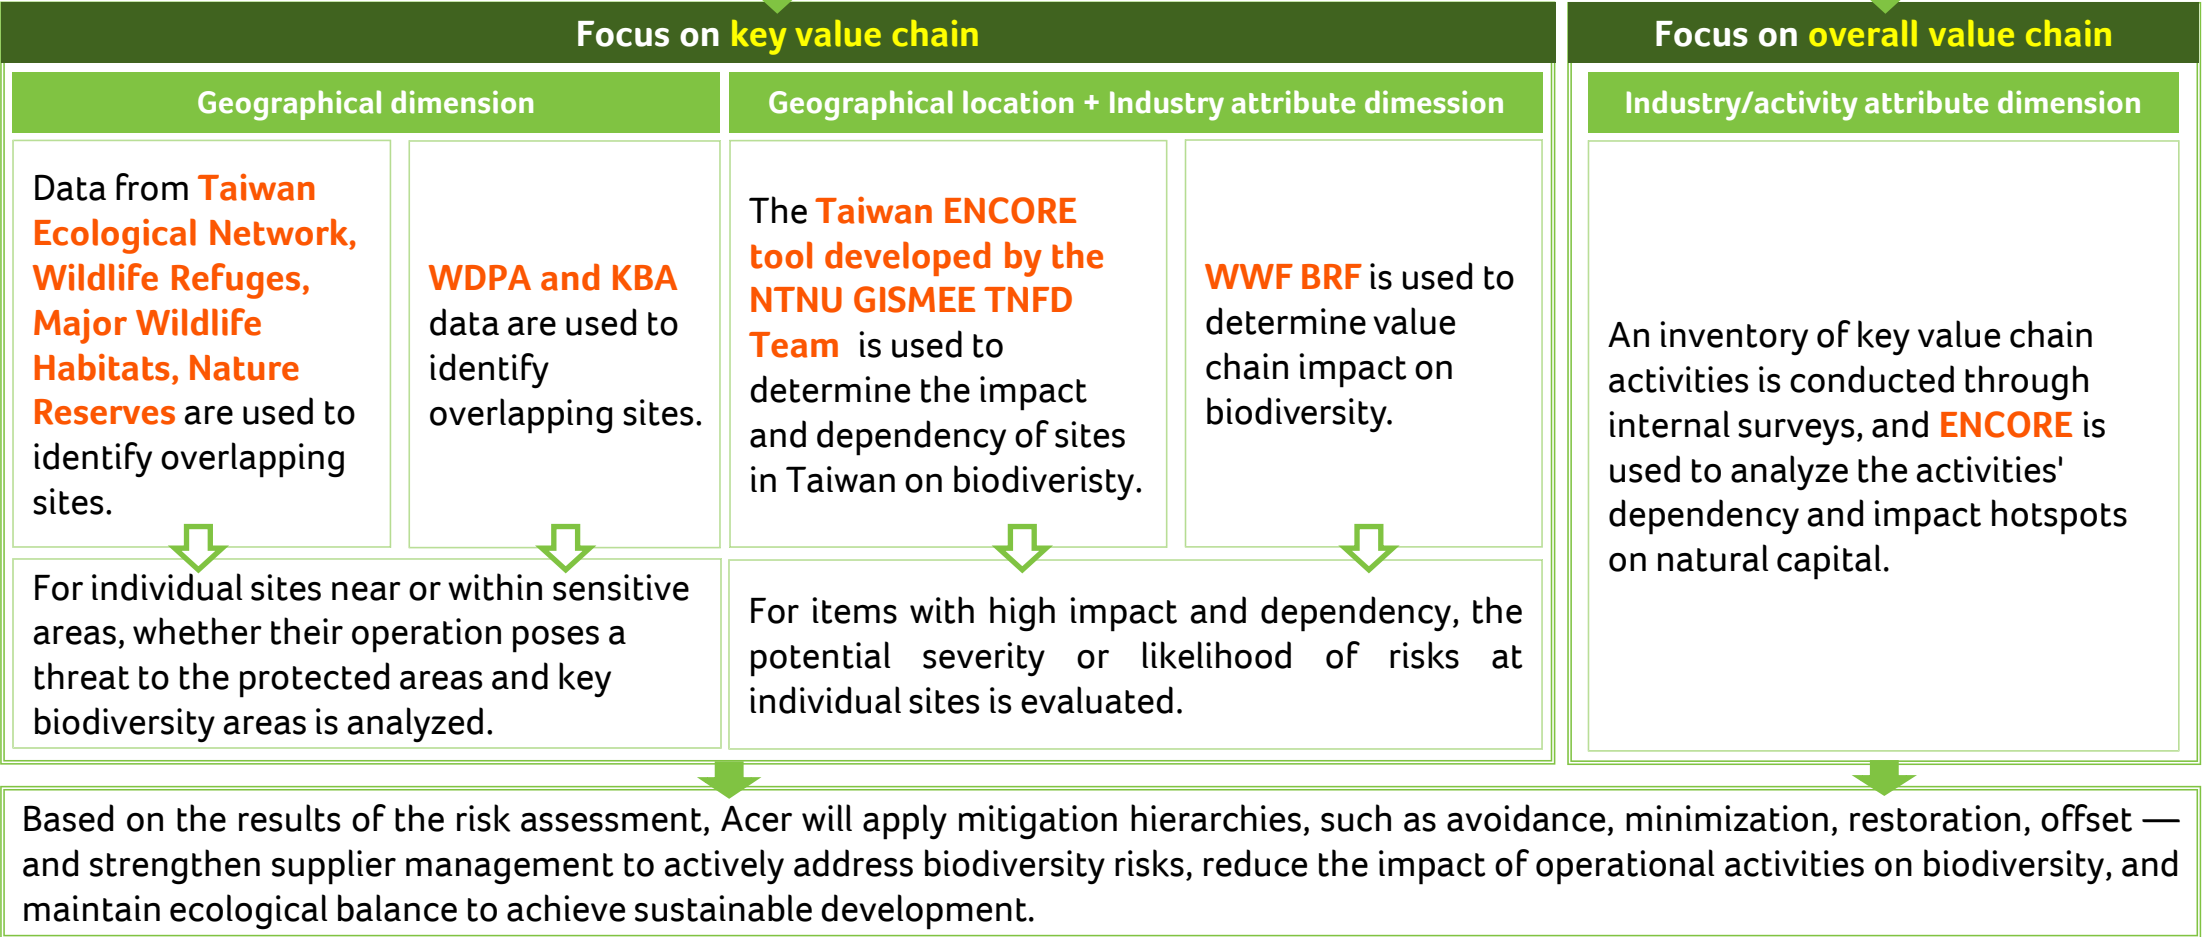 Focus on key value chain
Geographical dimension
Data from Taiwan
Ecological Network,
Wildlife Refuges,
Major Wildlife
Habitats, Nature
Reserves are used to
identify overlapping
sites.
WDPA and KBA
data are used to
identify
overlapping sites.
For individual sites near or within sensitive
areas, whether their operation poses a
threat to the protected areas and key
biodiversity areas is analyzed.
Geographical location + Industry attribute dimession
The Taiwan ENCORE
tool developed by the
NTNU GISMEE TNFD
Team is used to
determine the impact
and dependency of sites
in Taiwan on biodiveristy.
WWF BRF is used to
determine value
chain impact on
biodiversity.
For items with high impact and dependency, the
potential severity or likelihood of risks at
individual sites is evaluated.
Focus on overall value chain
Industry/activity attribute dimension
An inventory of key value chain
activities is conducted through
internal surveys, and ENCORE is
used to analyze the activities'
dependency and impact hotspots
on natural capital.
Based on the results of the risk assessment, Acer will apply mitigation hierarchies, such as avoidance, minimization, restoration, offset —
and strengthen supplier management to actively address biodiversity risks, reduce the impact of operational activities on biodiversity, and
maintain ecological balance to achieve sustainable development.